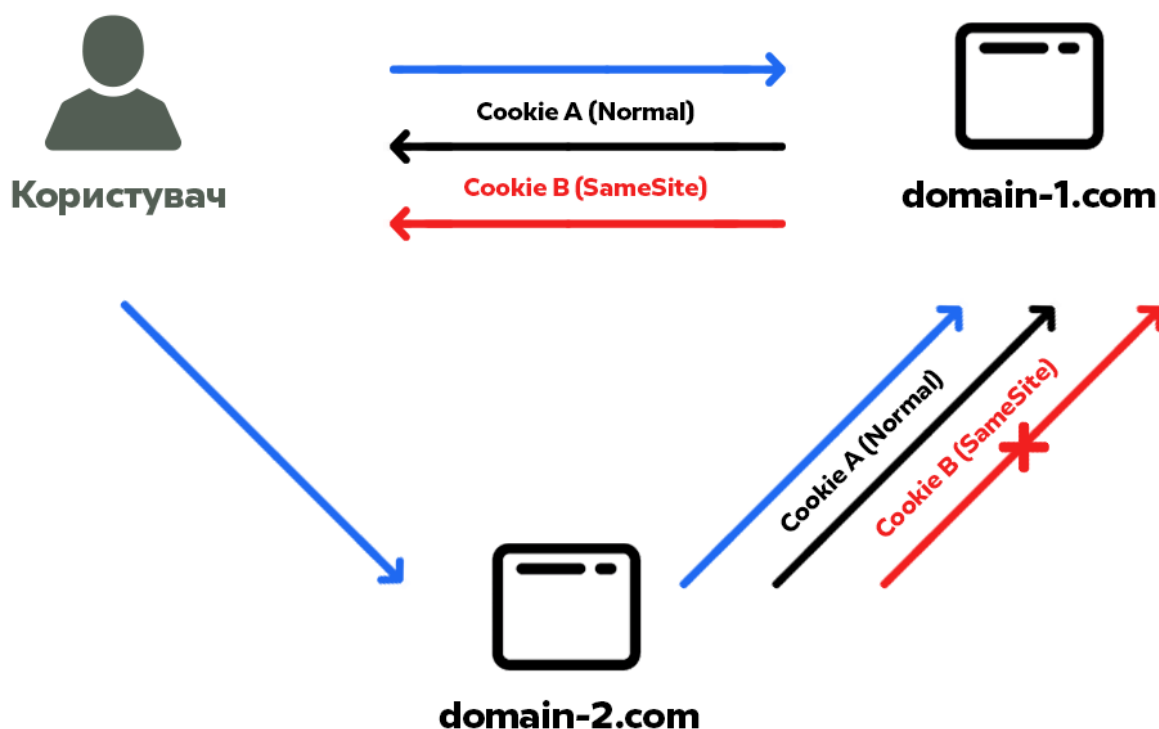 Cookie A (Normal)
Cookie B (SameSite)
Користувач
domain-1.com
Cookie A (Normal)
Cookie B (SameSite)
domain-2.com